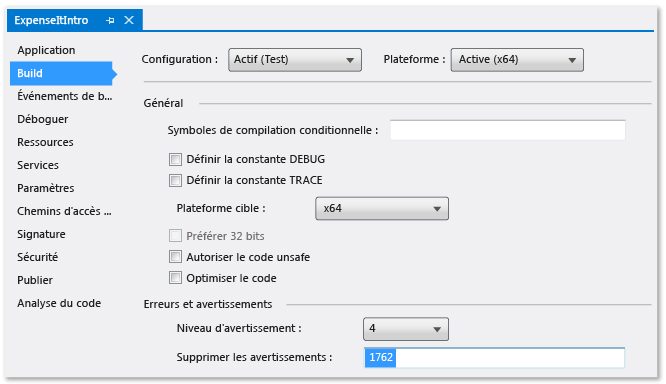 ExpenseItIntro
Application
Build
Événements de b...
Déboguer
Ressources
Services
Paramètres
Chemins d'accès ...
Signature
Sécurité
Publier
Analyse du code
Configuration : Actif (Test) Plateforme : Active (x64)
Général
Symboles de compilation conditionnelle :
Définir la constante DEBUG
Définir la constante TRACE
Plateforme cible : x64
Préférer 32 bits
Autoriser le code unsafe
Optimiser le code
Erreurs et avertissements
Niveau d'avertissement : 4
Supprimer les avertissements : 1762